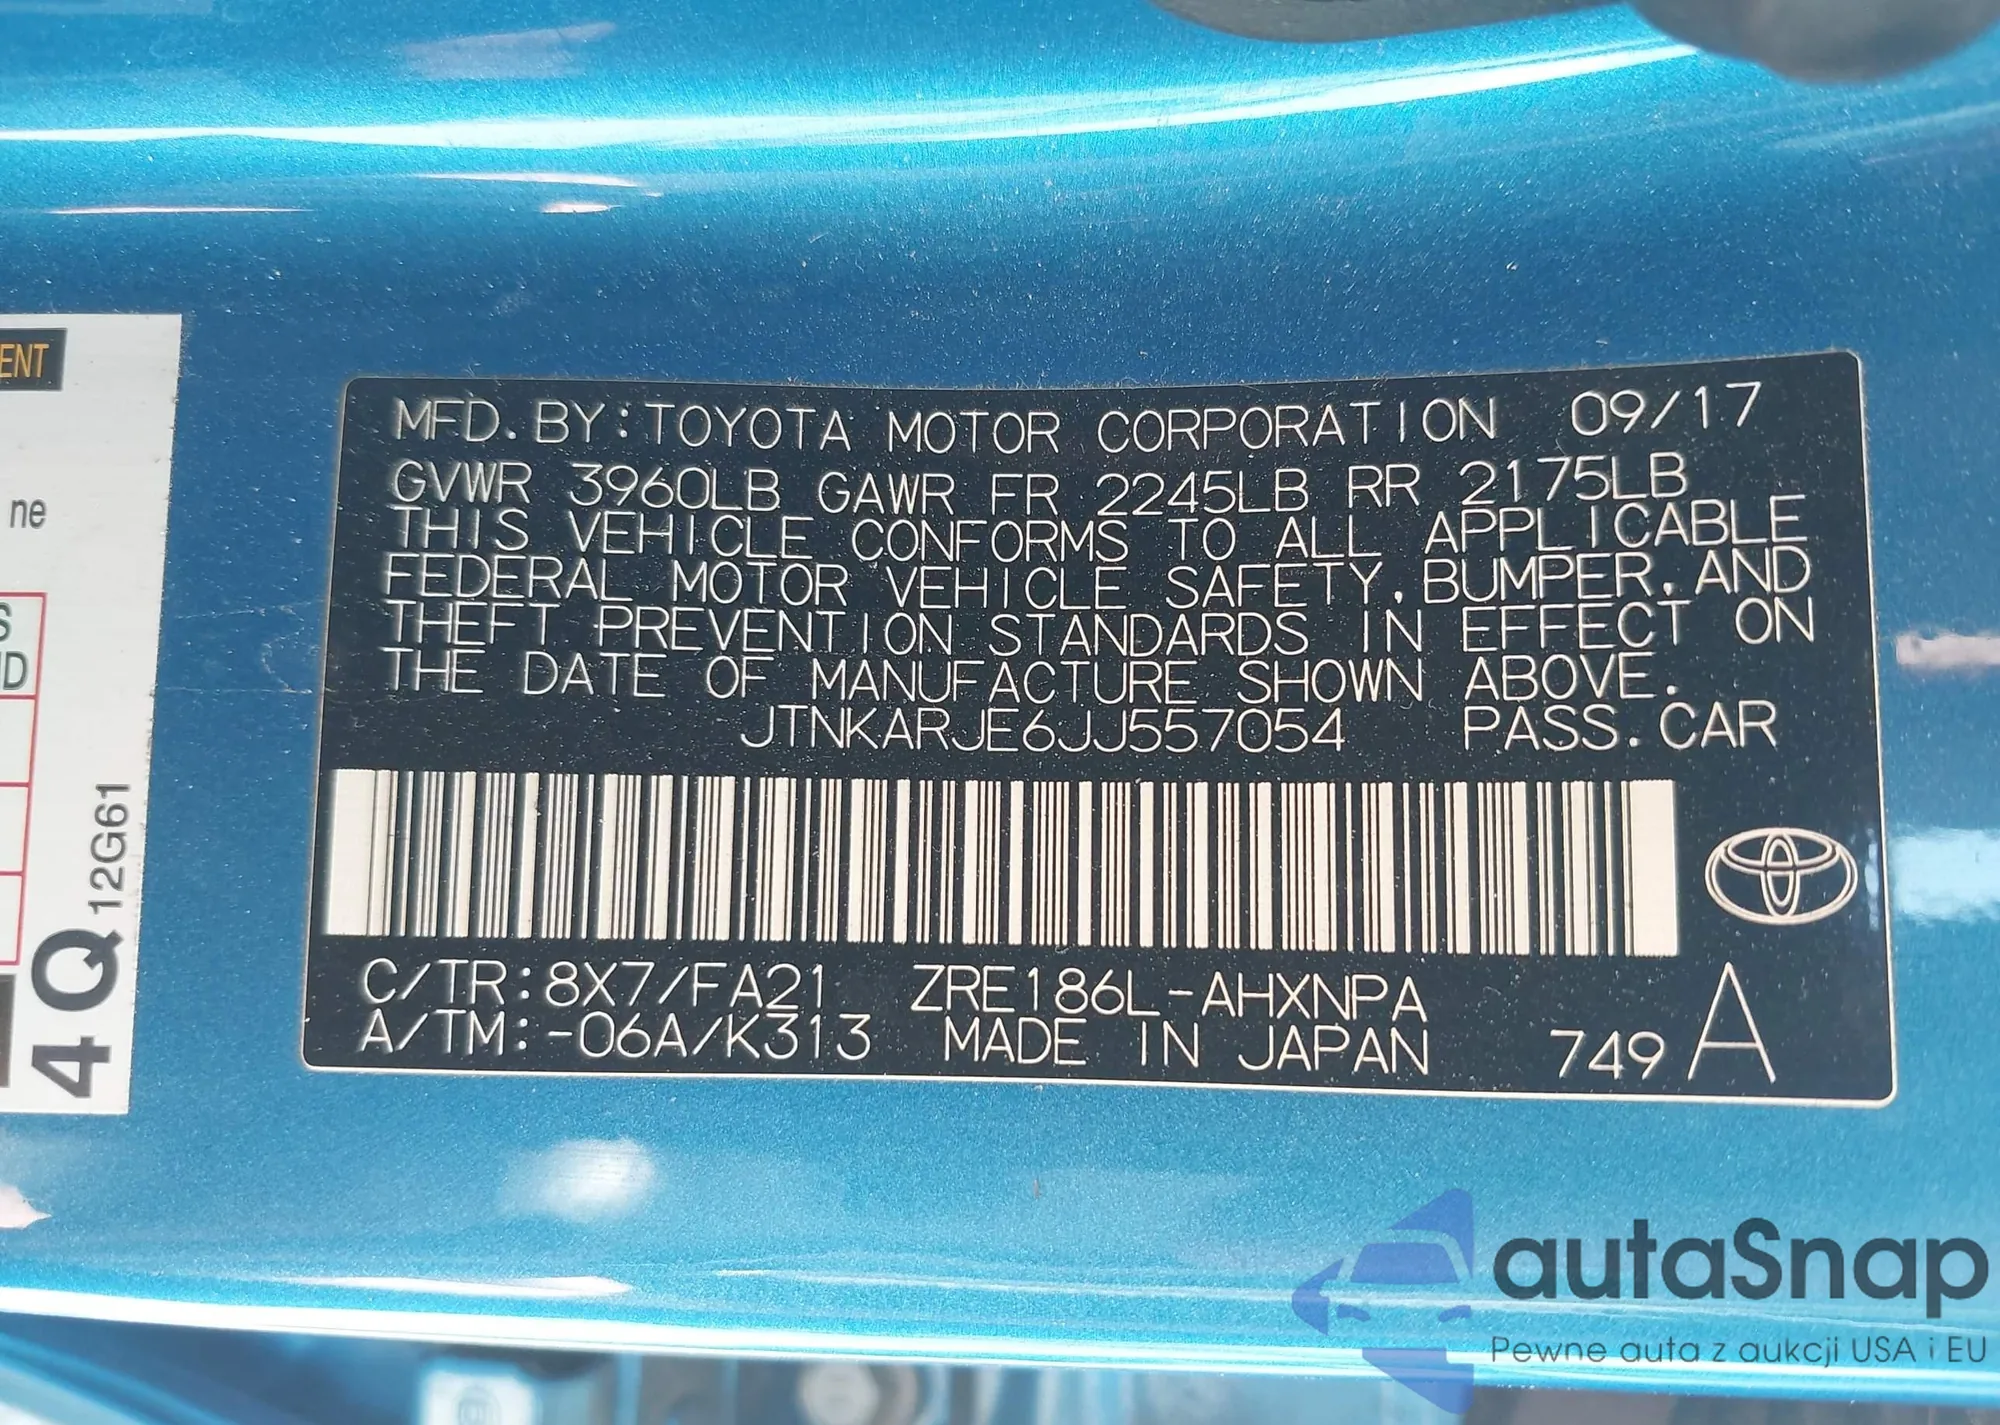 MFD. BY: TOYOTA MOTOR CORPORATION 09/17
GVWR 3960LB GAWR FR 2245LB RR 2175LB
THIS VEHICLE CONFORMS TO ALL APPLICABLE
FEDERAL MOTOR VEHICLE SAFETY, BUMPER, AND
THEFT PREVENTION STANDARDS IN EFFECT ON
THE DATE OF MANUFACTURE SHOWN ABOVE.
JTNKARJE6JJ557054 PASS. CAR
C/TR: 8X7/FA21 ZRE186L-AHXNPA
A/TM: -06A/K313 MADE IN JAPAN 749 A
ENT
ne
S
ND
4Q 12G61
autaSnap
Pewne auta z aukcji USA i EU